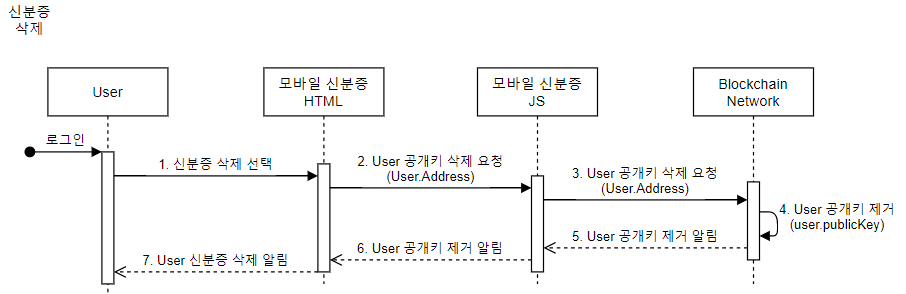 신분증
삭제
User
모바일 신분증
HTML
모바일 신분증
JS
Blockchain
Network
로그인
1. 신분증 삭제 선택
2. User 공개키 삭제 요청
(User.Address)
3. User 공개키 삭제 요청
(User.Address)
4. User 공개키 제거
(user.publicKey)
5. User 공개키 제거 알림
6. User 공개키 제거 알림
7. User 신분증 삭제 알림